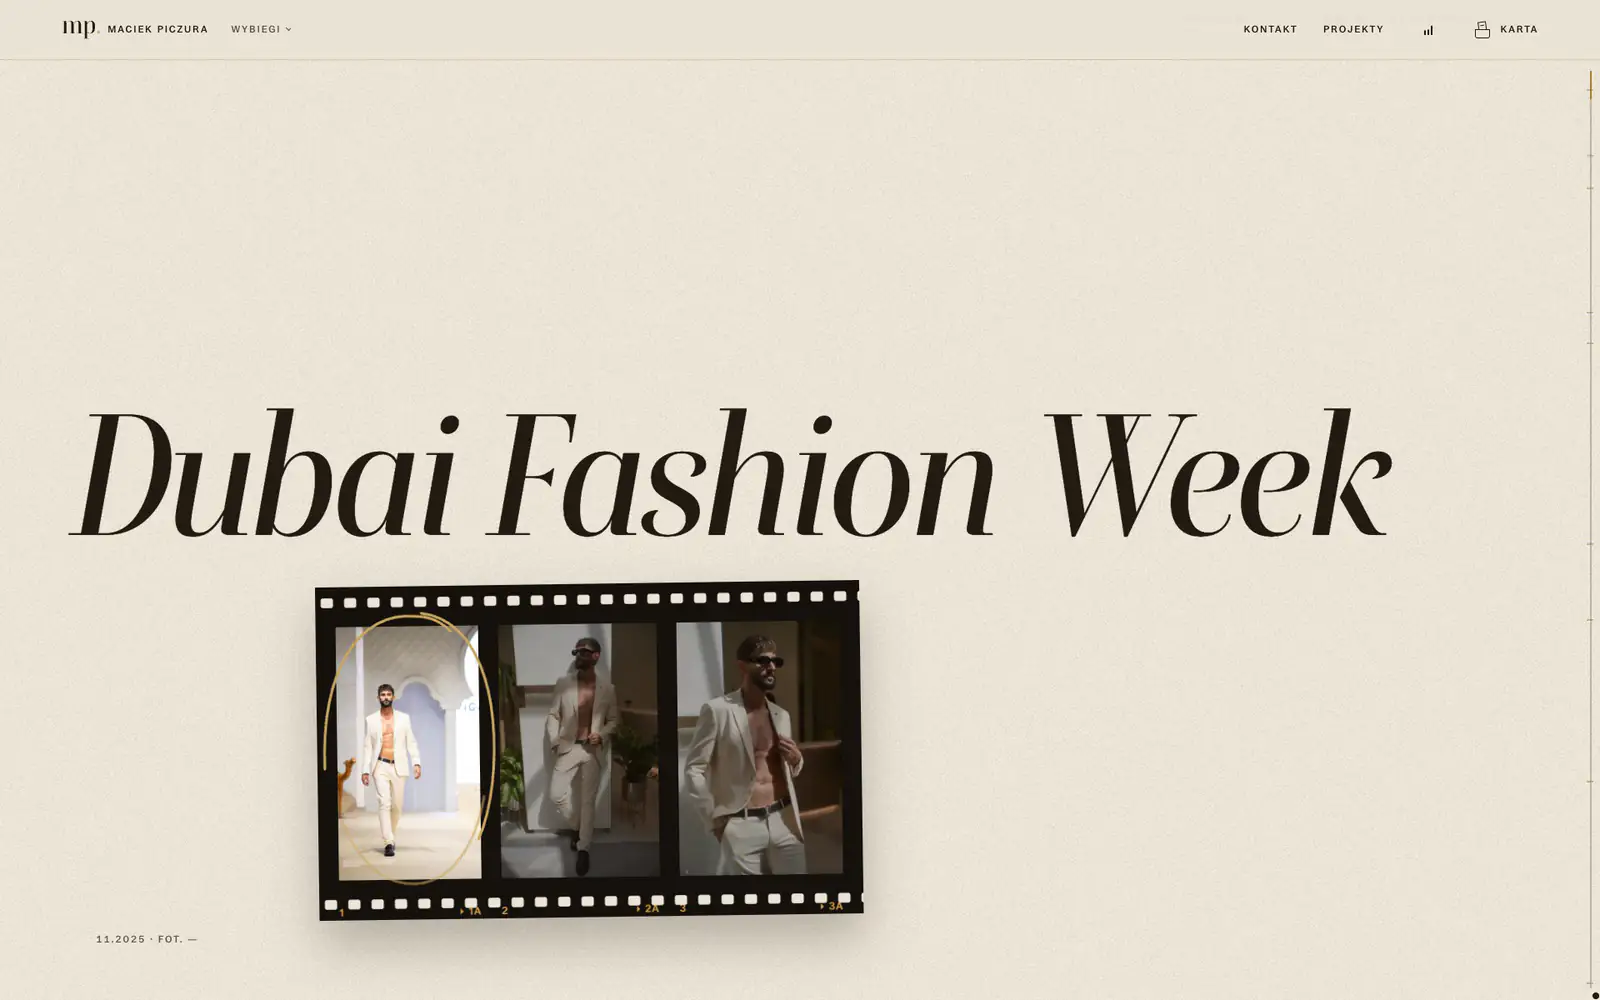 mp. MACIEK PICZURA WYBIEGI KONTAKT PROJEKTY KARTA
Dubai Fashion Week
1 1A 2 2A 3 3A
11.2025 · FOT. —